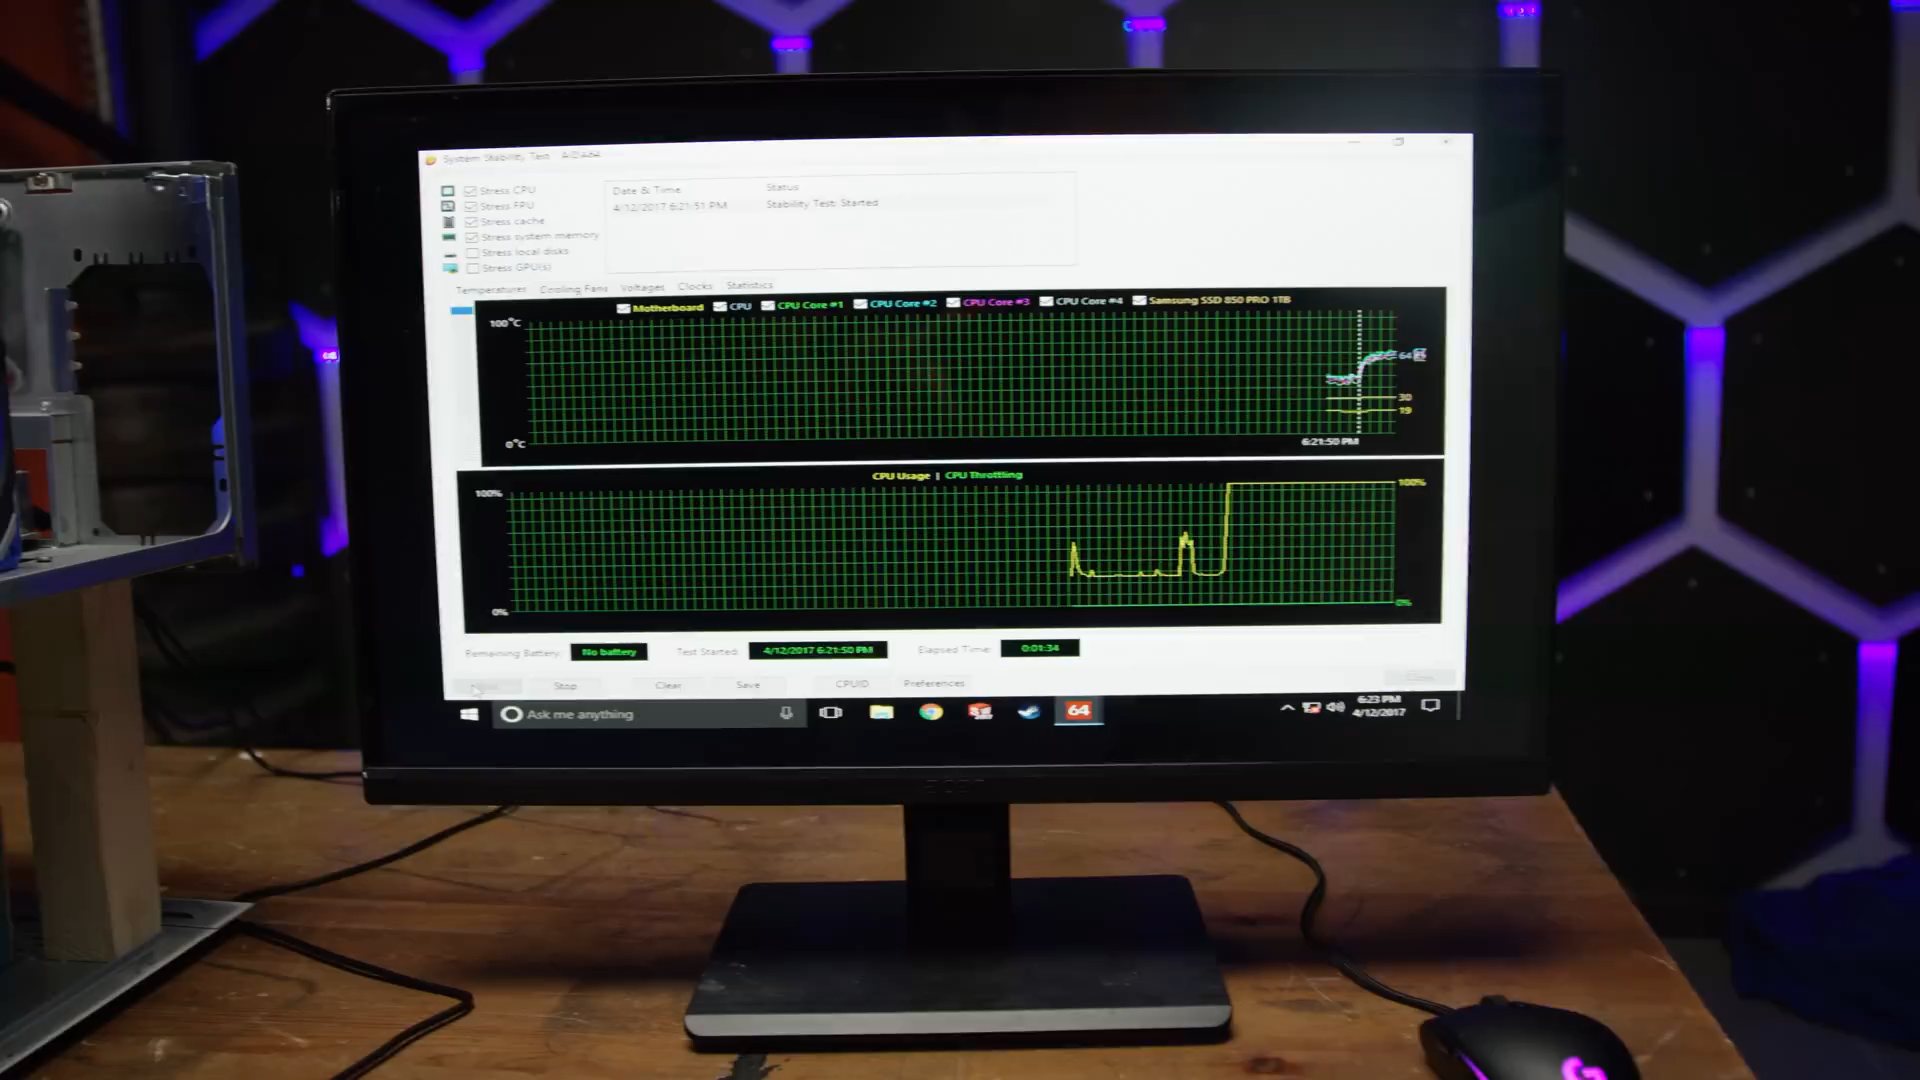 System Stability Test - AIDA64
Stress CPU
Stress FPU
Stress cache
Stress system memory
Stress local disks
Stress GPU(s)
Date & Time
Status
4/12/2017 6:21:51 PM
Stability Test: Started
Temperatures Cooling Fans Voltages Clocks Statistics
Motherboard CPU CPU Core #1 CPU Core #2 CPU Core #3 CPU Core #4 Samsung SSD 850 PRO 1TB
100°C
64
30
19
0°C
6:21:50 PM
CPU Usage | CPU Throttling
100%
100%
0%
0%
Remaining Battery: No battery Test Started: 4/12/2017 6:21:50 PM Elapsed Time: 0:01:34
Stop Clear Save CPUID Preferences Close
Ask me anything
64
6:23 PM
4/12/2017
G